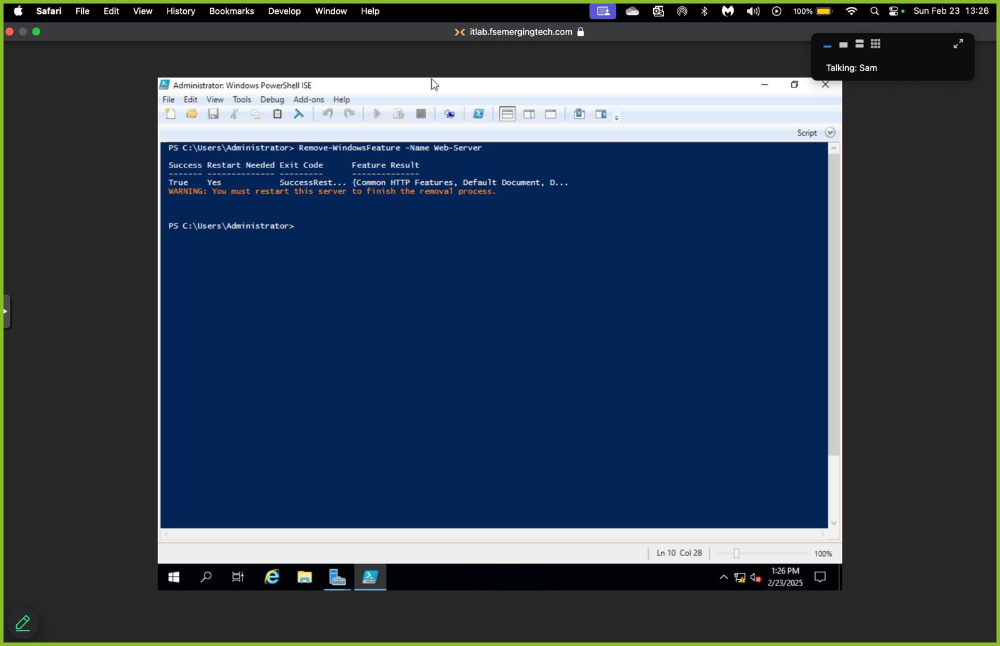 Safari File Edit View History Bookmarks Develop Window Help 100% Sun Feb 23 13:26
itlab.fsemergingtech.com
Talking: Sam
Administrator: Windows PowerShell ISE
File Edit View Tools Debug Add-ons Help
Script
PS C:\Users\Administrator> Remove-WindowsFeature -Name Web-Server
Success Restart Needed Exit Code Feature Result
------- -------------- --------- --------------
True Yes SuccessRest... {Common HTTP Features, Default Document, D...
WARNING: You must restart this server to finish the removal process.
PS C:\Users\Administrator>
Ln 10 Col 28 100%
1:26 PM
2/23/2025